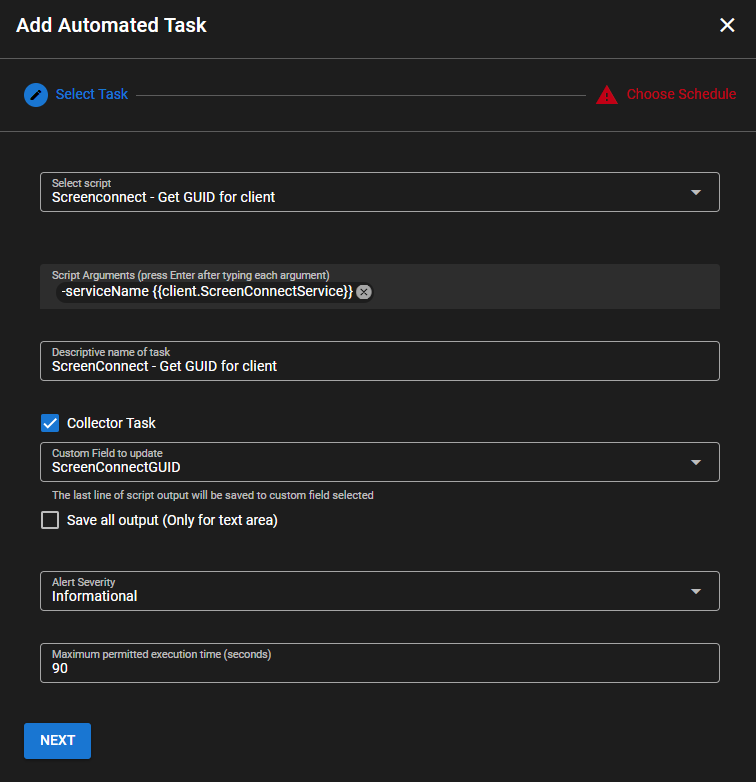 Add Automated Task
Select Task
Choose Schedule
Select script
Screenconnect - Get GUID for client
Script Arguments (press Enter after typing each argument)
-serviceName {{client.ScreenConnectService}}
Descriptive name of task
ScreenConnect - Get GUID for client
Collector Task
Custom Field to update
ScreenConnectGUID
The last line of script output will be saved to custom field selected
Save all output (Only for text area)
Alert Severity
Informational
Maximum permitted execution time (seconds)
90
NEXT